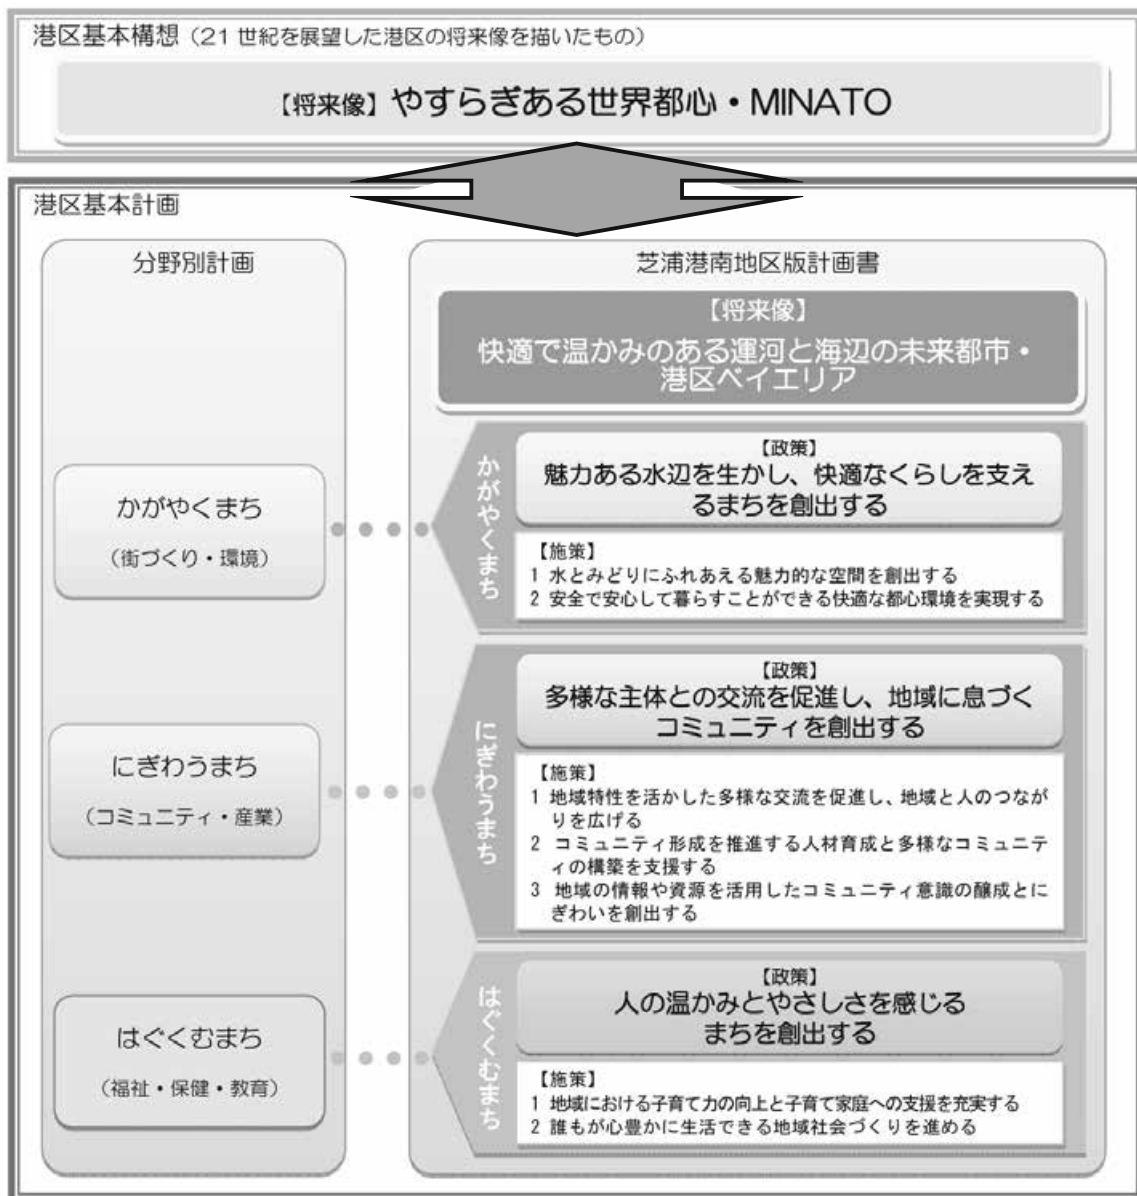 港区基本構想（21 世紀を展望した港区の将来像を描いたもの）
【将来像】やすらぎある世界都心・MINATO
港区基本計画
分野別計画
かがやくまち
（街づくり・環境）
にぎわうまち
（コミュニティ・産業）
はぐくむまち
（福祉・保健・教育）
芝浦港南地区版計画書
【将来像】
快適で温かみのある運河と海辺の未来都市・
港区ベイエリア
かがやくまち
【政策】
魅力ある水辺を生かし、快適なくらしを支え
るまちを創出する
【施策】
1 水とみどりにふれあえる魅力的な空間を創出する
2 安全で安心して暮らすことができる快適な都心環境を実現する
にぎわうまち
【政策】
多様な主体との交流を促進し、地域に息づく
コミュニティを創出する
【施策】
1 地域特性を活かした多様な交流を促進し、地域と人のつなが
りを広げる
2 コミュニティ形成を推進する人材育成と多様なコミュニテ
ィの構築を支援する
3 地域の情報や資源を活用したコミュニティ意識の醸成とに
ぎわいを創出する
はぐくむまち
【政策】
人の温かみとやさしさを感じる
まちを創出する
【施策】
1 地域における子育て力の向上と子育て家庭への支援を充実する
2 誰もが心豊かに生活できる地域社会づくりを進める